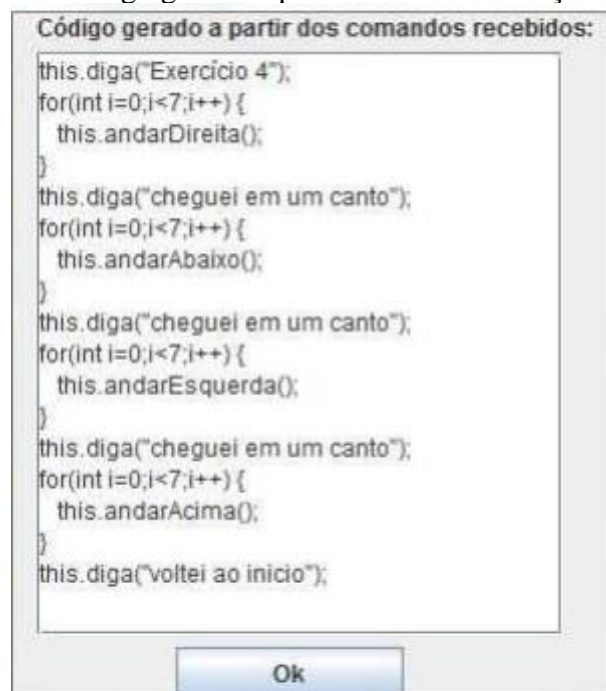 Código gerado a partir dos comandos recebidos:
this.diga("Exercício 4");
for(int i=0;i<7;i++) {
this.andarDireita();
}
this.diga("cheguei em um canto");
for(int i=0;i<7;i++) {
this.andarAbaixo();
}
this.diga("cheguei em um canto");
for(int i=0;i<7;i++) {
this.andarEsquerda();
}
this.diga("cheguei em um canto");
for(int i=0;i<7;i++) {
this.andarAcima();
}
this.diga("voltei ao inicio");
Ok